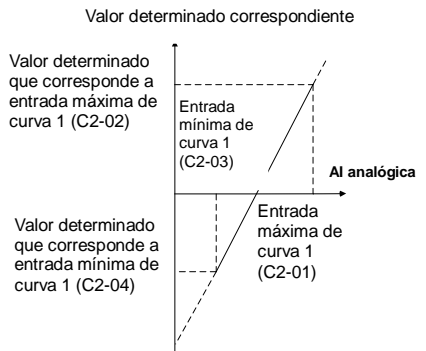 Valor determinado correspondiente
Valor determinado
que corresponde a
entrada máxima de
curva 1 (C2-02)
Entrada
mínima de
curva 1
(C2-03)
AI analógica
Valor determinado
que corresponde a
entrada mínima de
curva 1 (C2-04)
Entrada
máxima de
curva 1
(C2-01)